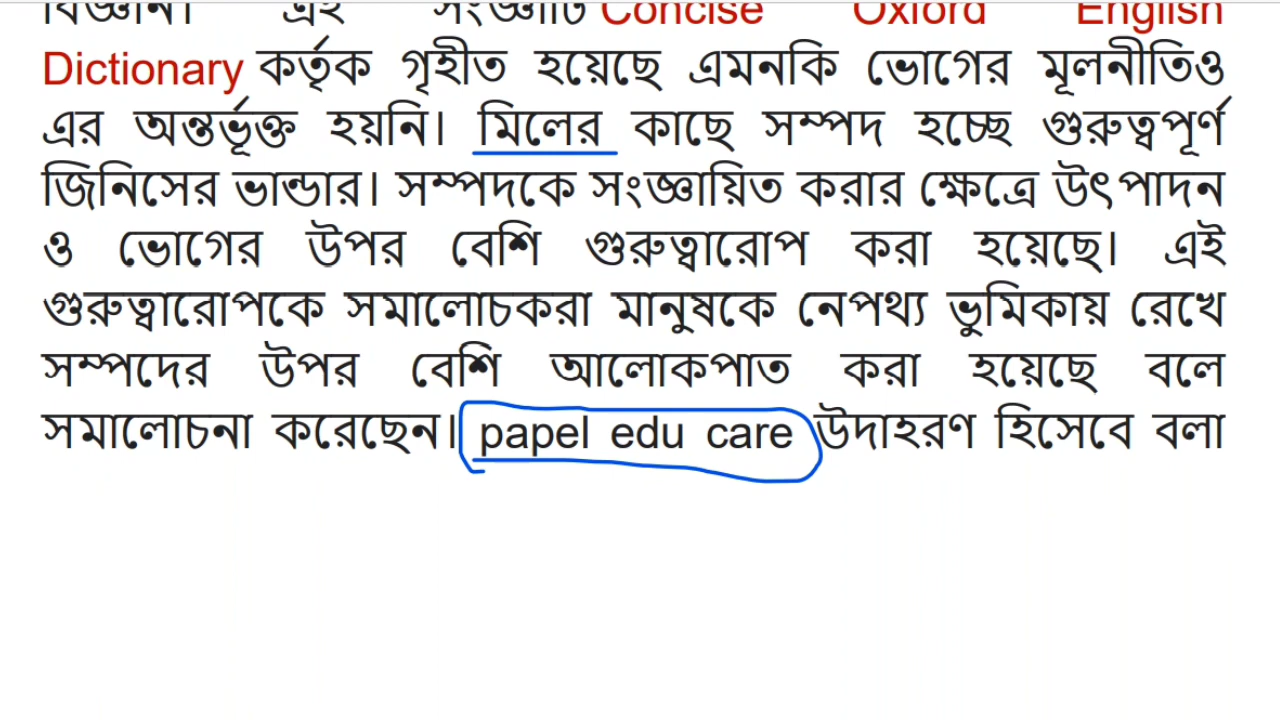 বিজ্ঞান। এই সংজ্ঞাটি Concise Oxford English
Dictionary কর্তৃক গৃহীত হয়েছে এমনকি ভোগের মূলনীতিও
এর অন্তর্ভূক্ত হয়নি। মিলের কাছে সম্পদ হচ্ছে গুরুত্বপূর্ণ
জিনিসের ভান্ডার। সম্পদকে সংজ্ঞায়িত করার ক্ষেত্রে উৎপাদন
ও ভোগের উপর বেশি গুরুত্বারোপ করা হয়েছে। এই
গুরুত্বারোপকে সমালোচকরা মানুষকে নেপথ্য ভুমিকায় রেখে
সম্পদের উপর বেশি আলোকপাত করা হয়েছে বলে
সমালোচনা করেছেন। papel edu care উদাহরণ হিসেবে বলা